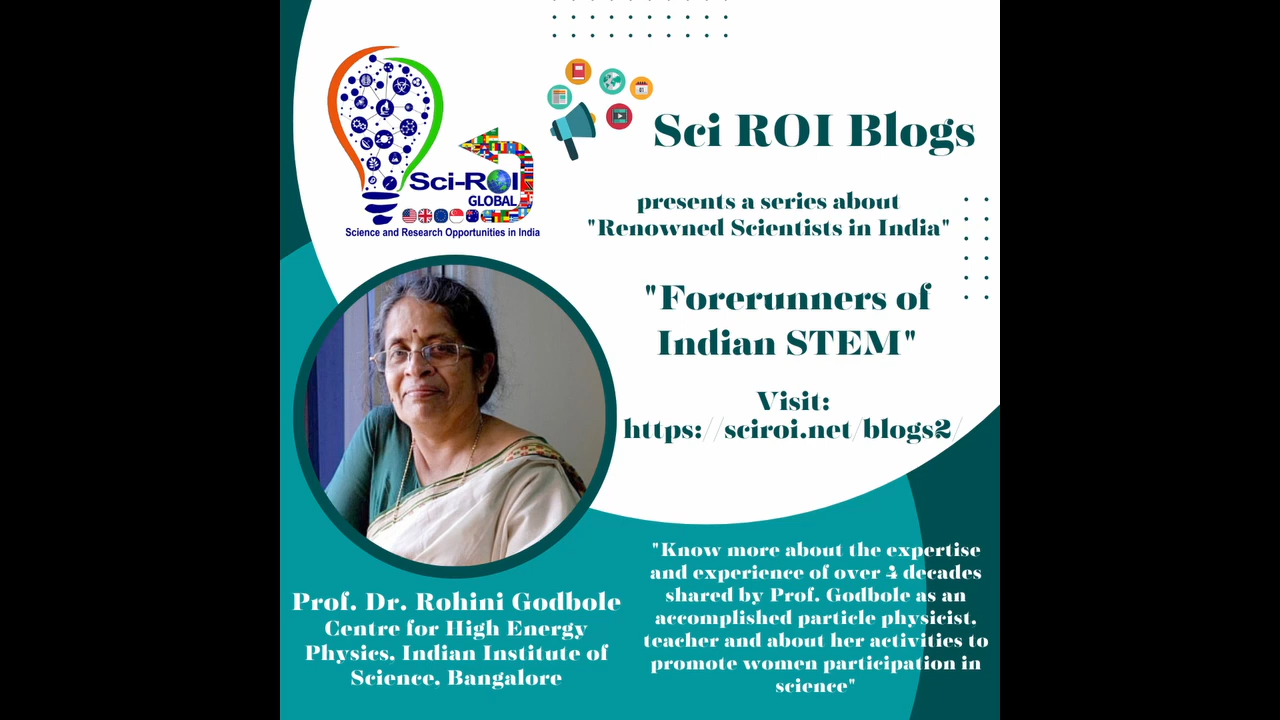 Sci ROI Blogs
Sci-ROI
GLOBAL
Science and Research Opportunities in India
presents a series about
"Renowned Scientists in India"
"Forerunners of
Indian STEM"
Visit:
https://sciroi.net/blogs2/
Prof. Dr. Rohini Godbole
Centre for High Energy
Physics, Indian Institute of
Science, Bangalore
"Know more about the expertise
and experience of over 4 decades
shared by Prof. Godbole as an
accomplished particle physicist,
teacher and about her activities to
promote women participation in
science"